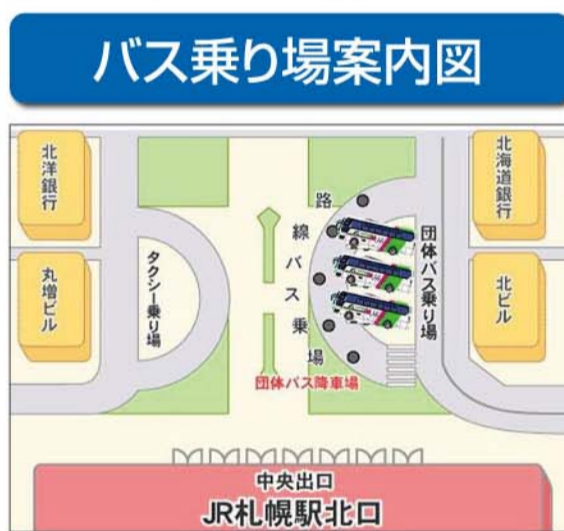 バス乗り場案内図
北洋銀行
丸増ビル
タクシー乗り場
路線バス乗場
団体バス乗り場
北海道銀行
北ビル
団体バス降車場
中央出口
JR札幌駅北口